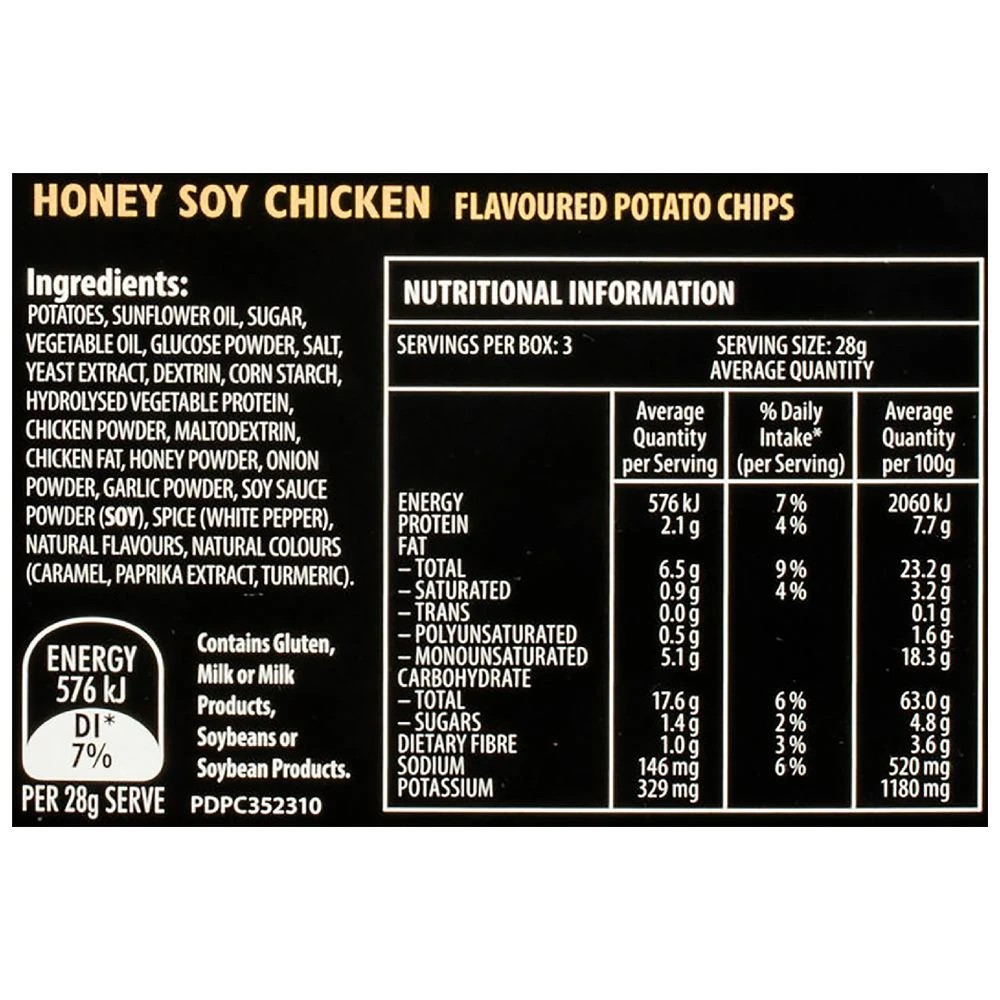 HONEY SOY CHICKEN FLAVOURED POTATO CHIPS
Ingredients:
POTATOES, SUNFLOWER OIL, SUGAR,
VEGETABLE OIL, GLUCOSE POWDER, SALT,
YEAST EXTRACT, DEXTRIN, CORN STARCH,
HYDROLYSED VEGETABLE PROTEIN,
CHICKEN POWDER, MALTODEXTRIN,
CHICKEN FAT, HONEY POWDER, ONION
POWDER, GARLIC POWDER, SOY SAUCE
POWDER (SOY), SPICE (WHITE PEPPER),
NATURAL FLAVOURS, NATURAL COLOURS
(CARAMEL, PAPRIKA EXTRACT, TURMERIC).
ENERGY
576 kJ
DI*
7%
PER 28g SERVE
Contains Gluten,
Milk or Milk
Products,
Soybeans or
Soybean Products.
PDPC352310
NUTRITIONAL INFORMATION
SERVINGS PER BOX: 3 SERVING SIZE: 28g
AVERAGE QUANTITY
Average Quantity per Serving % Daily Intake* (per Serving) Average Quantity per 100g
ENERGY 576 kJ 7% 2060 kJ
PROTEIN 2.1 g 4% 7.7 g
FAT
– TOTAL 6.5 g 9% 23.2 g
– SATURATED 0.9 g 4% 3.2 g
– TRANS 0.0 g 0.1 g
– POLYUNSATURATED 0.5 g 1.6 g
– MONOUNSATURATED 5.1 g 18.3 g
CARBOHYDRATE
– TOTAL 17.6 g 6% 63.0 g
– SUGARS 1.4 g 2% 4.8 g
DIETARY FIBRE 1.0 g 3% 3.6 g
SODIUM 146 mg 6% 520 mg
POTASSIUM 329 mg 1180 mg